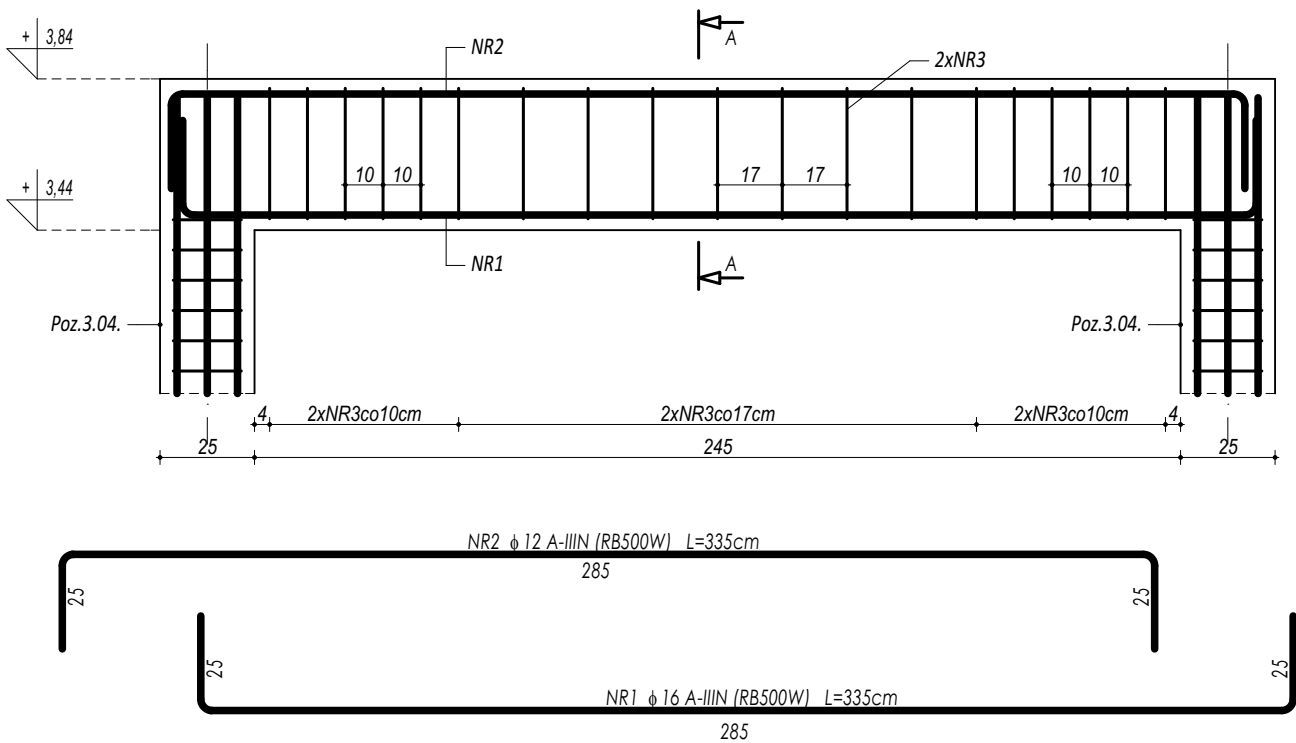 A
+ 3,84
NR2
2xNR3
10 10 17 17 10 10
+ 3,44
NR1
A
Poz.3.04. Poz.3.04.
4 2xNR3co10cm 2xNR3co17cm 2xNR3co10cm 4
25 245 25
NR2 ϕ 12 A-IIIN (RB500W) L=335cm
285
25 25
25 25
NR1 ϕ 16 A-IIIN (RB500W) L=335cm
285